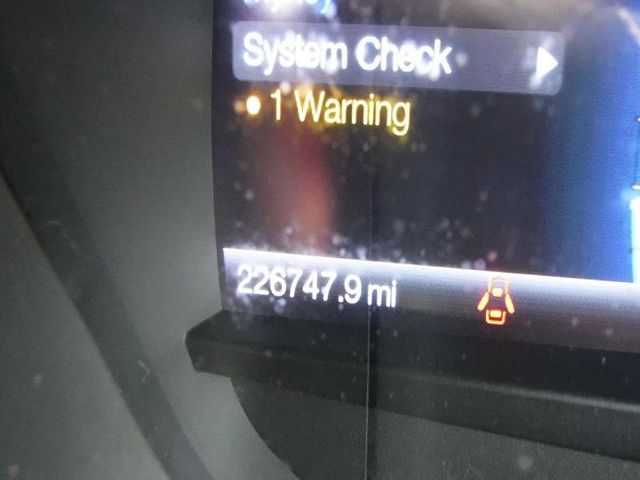 System Check
1 Warning
226747.9 mi